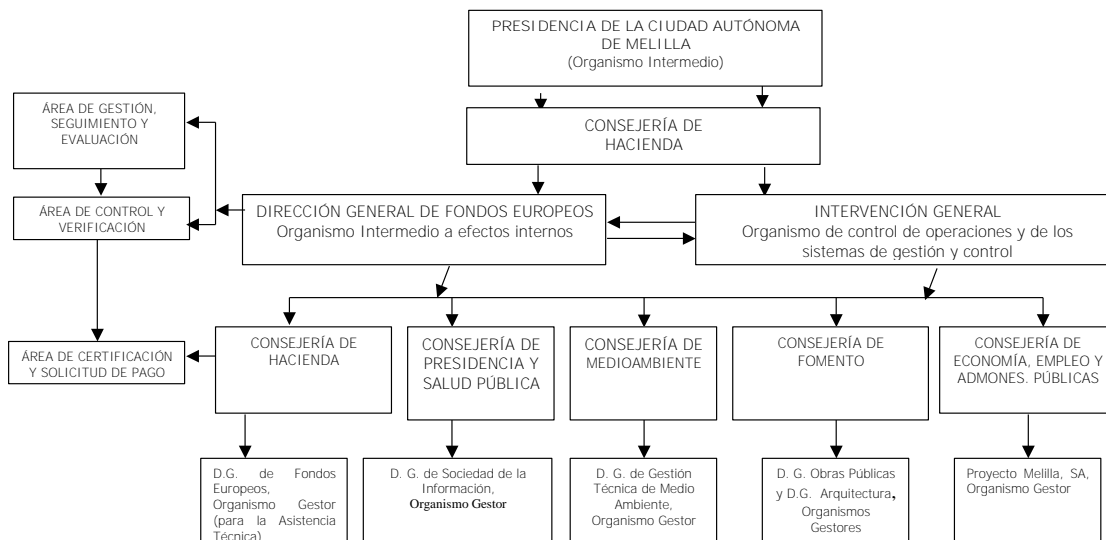 PRESIDENCIA DE LA CIUDAD AUTÓNOMA
DE MELILLA
(Organismo Intermedio)
ÁREA DE GESTIÓN,
SEGUIMIENTO Y
EVALUACIÓN
CONSEJERÍA DE
HACIENDA
ÁREA DE CONTROL Y
VERIFICACIÓN
DIRECCIÓN GENERAL DE FONDOS EUROPEOS
Organismo Intermedio a efectos internos
INTERVENCIÓN GENERAL
Organismo de control de operaciones y de los
sistemas de gestión y control
ÁREA DE CERTIFICACIÓN
Y SOLICITUD DE PAGO
CONSEJERÍA DE
HACIENDA
CONSEJERÍA DE
PRESIDENCIA Y
SALUD PÚBLICA
CONSEJERÍA DE
MEDIOAMBIENTE
CONSEJERÍA DE
FOMENTO
CONSEJERÍA DE
ECONOMÍA, EMPLEO Y
ADMONES. PÚBLICAS
D.G. de Fondos
Europeos,
Organismo Gestor
(para la Asistencia
Técnica)
D. G. de Sociedad de la
Información,
Organismo Gestor
D. G. de Gestión
Técnica de Medio
Ambiente,
Organismo Gestor
D. G. Obras Públicas
y D.G. Arquitectura,
Organismos
Gestores
Proyecto Melilla, SA,
Organismo Gestor